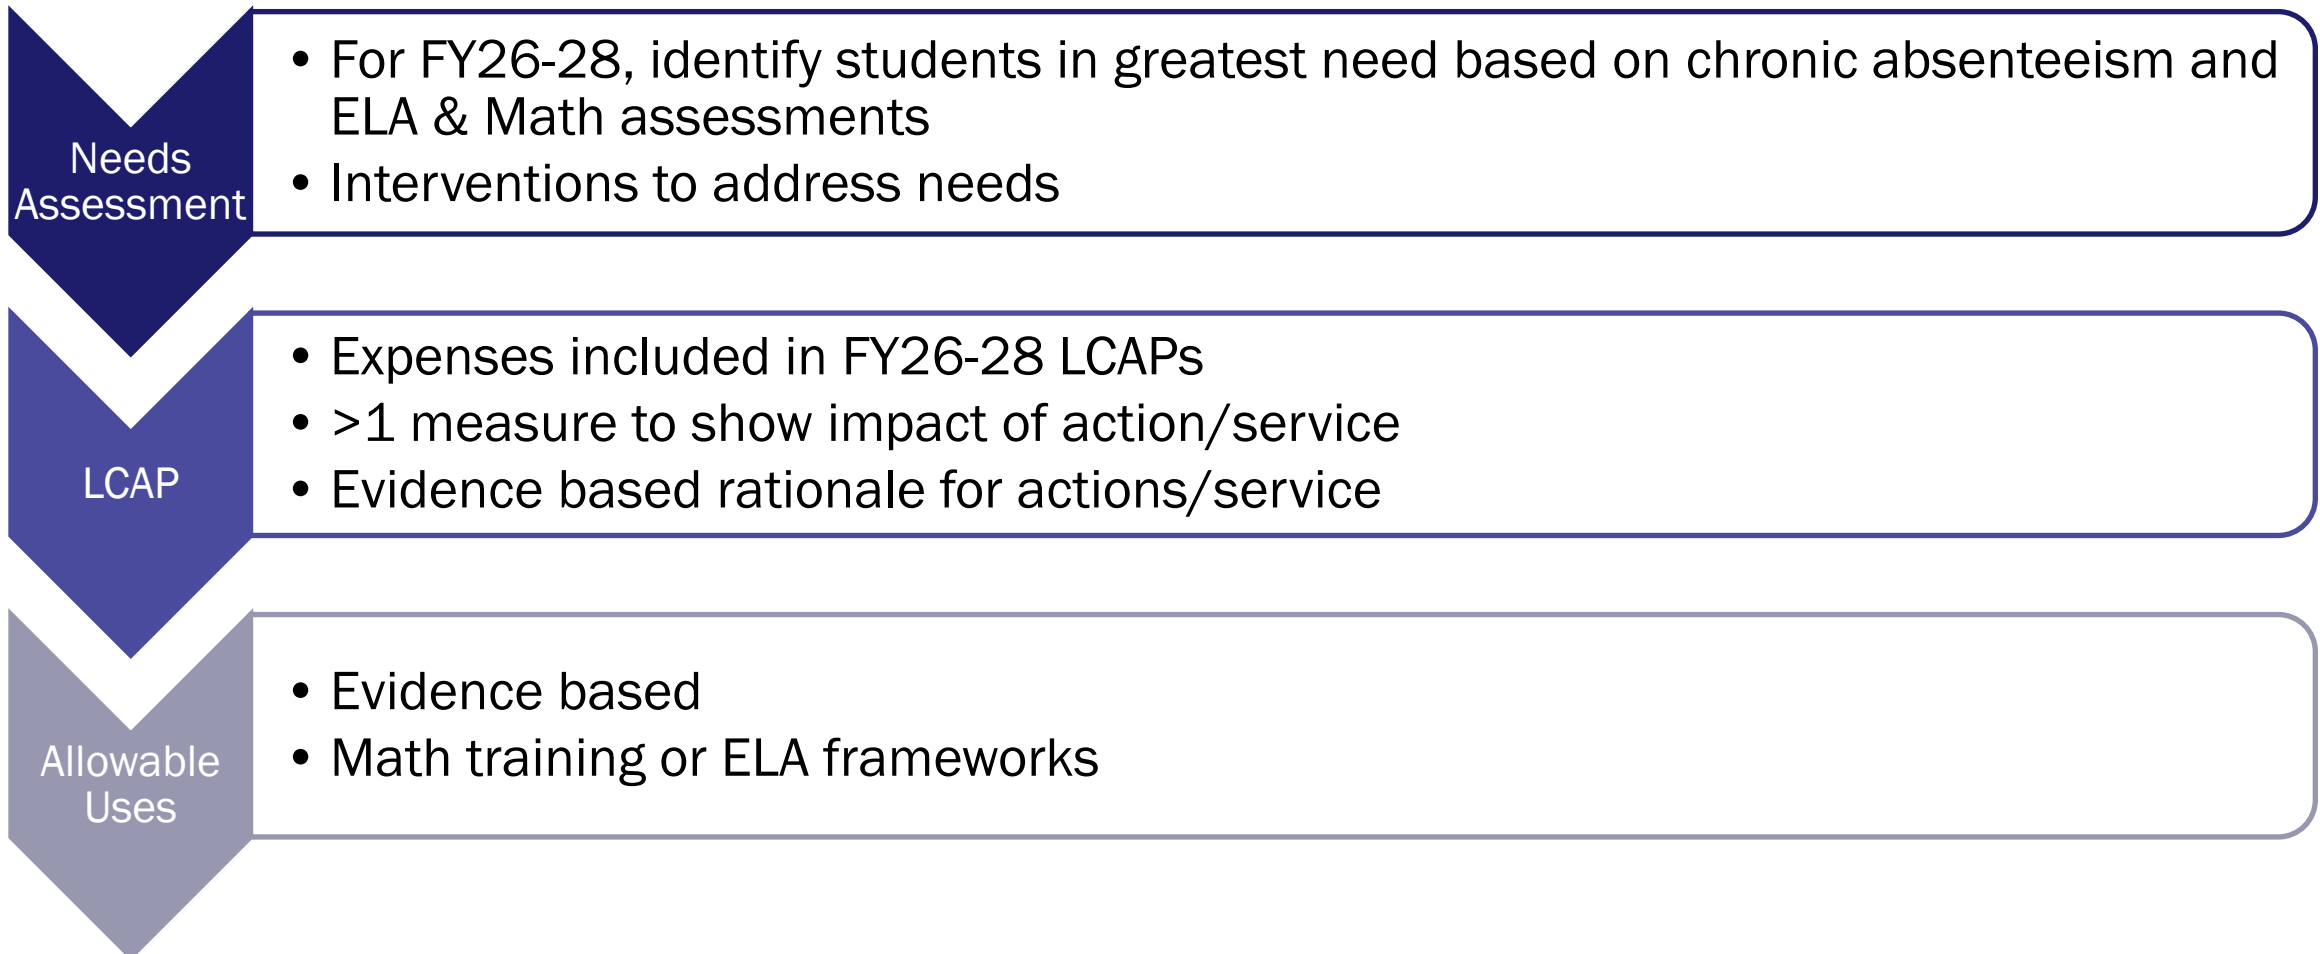 Needs
Assessment
• For FY26-28, identify students in greatest need based on chronic absenteeism and
ELA & Math assessments
• Interventions to address needs
LCAP
• Expenses included in FY26-28 LCAPs
• >1 measure to show impact of action/service
• Evidence based rationale for actions/service
Allowable
Uses
• Evidence based
• Math training or ELA frameworks